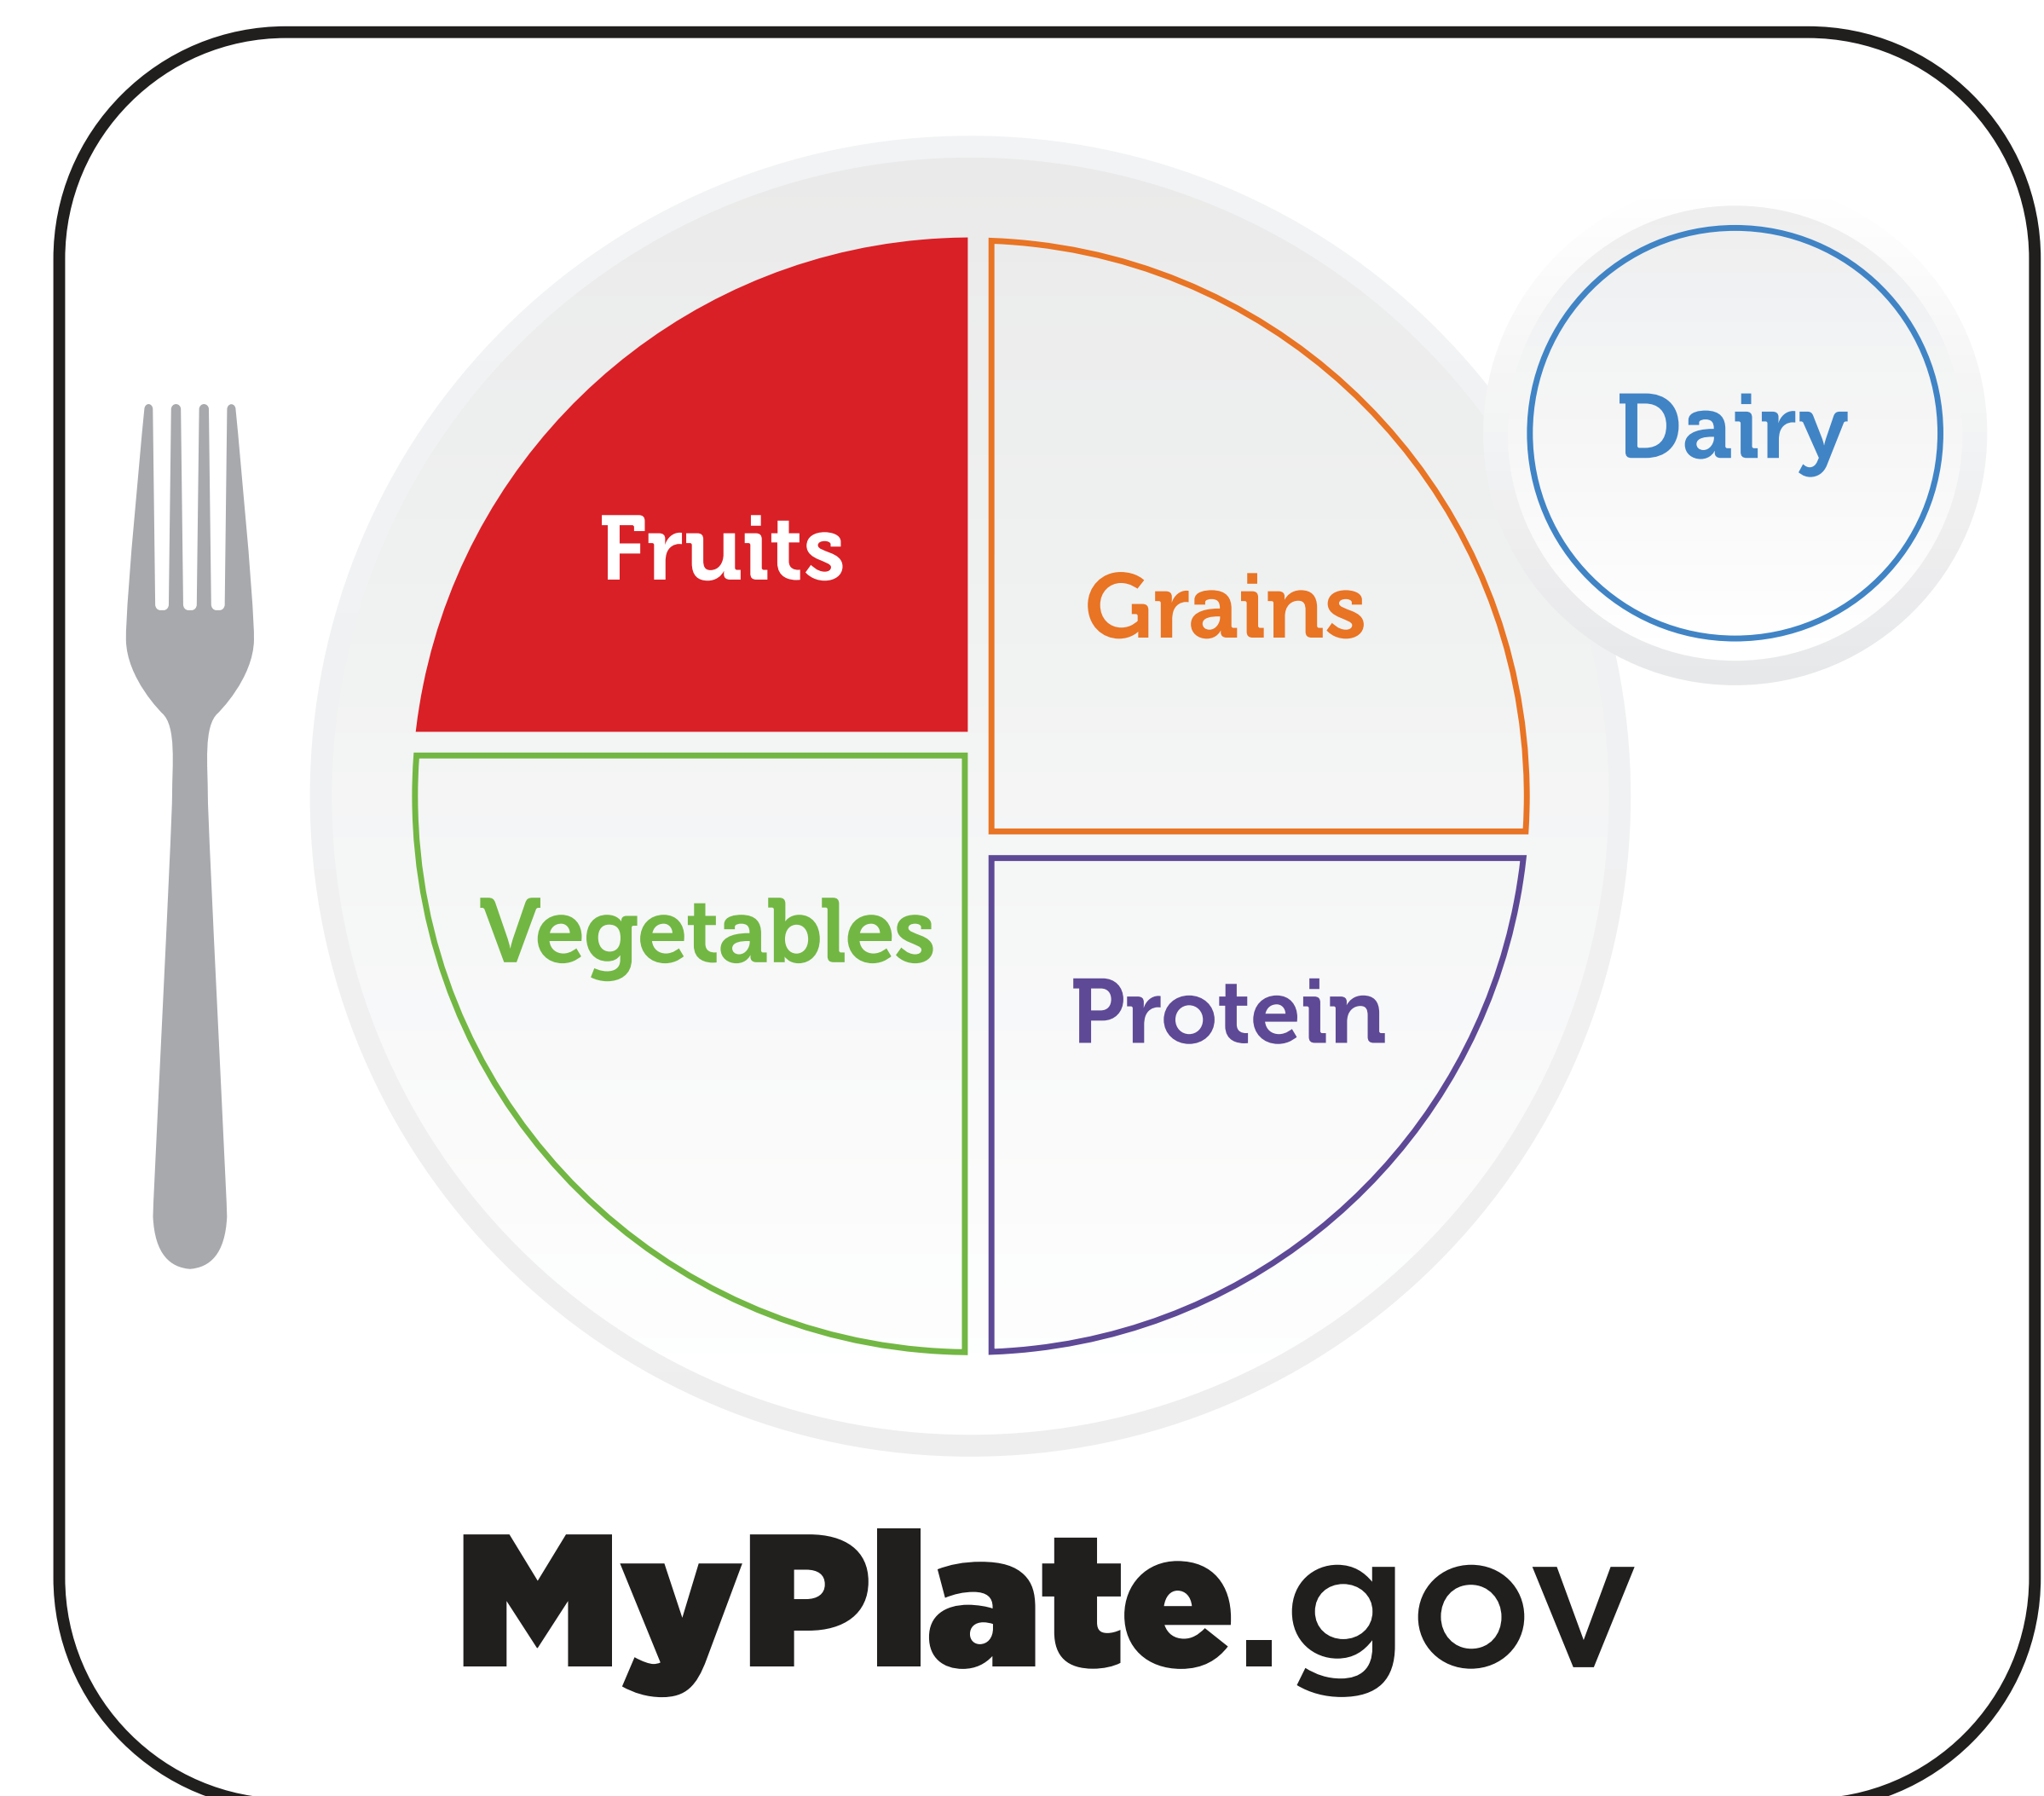 Fruits
Grains
Dairy
Vegetables
Protein
MyPlate.gov